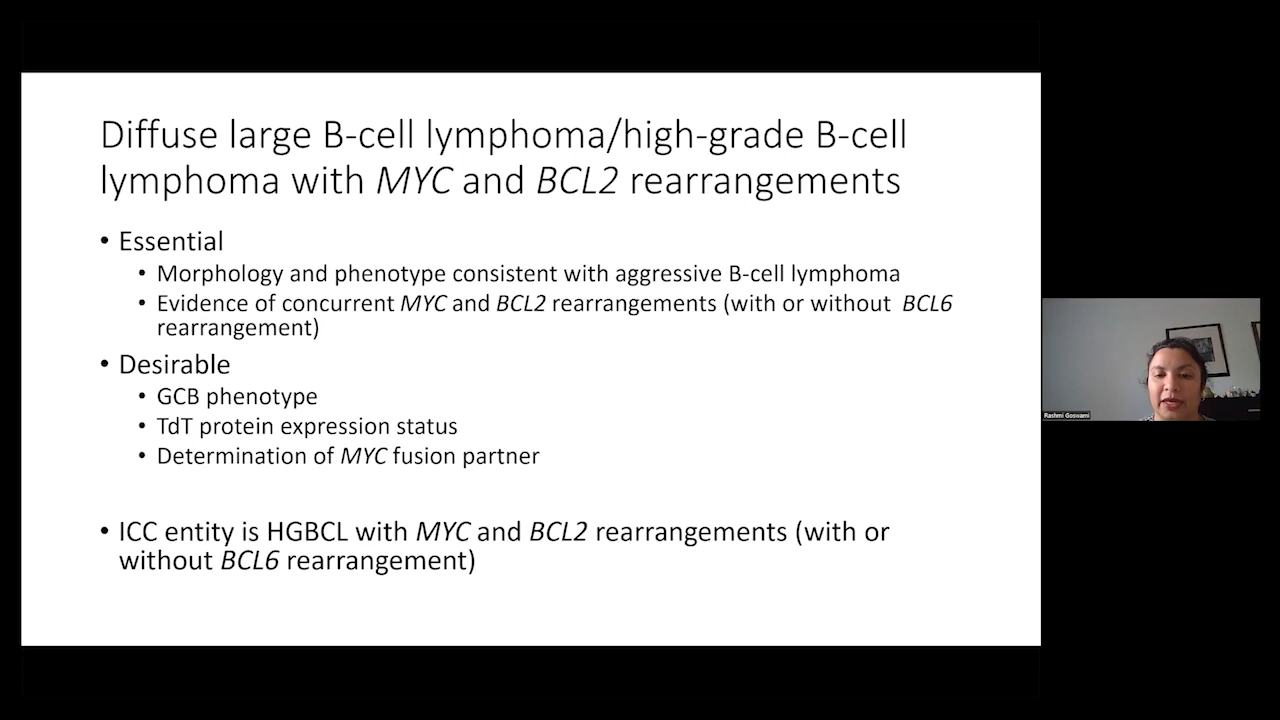 Diffuse large B-cell lymphoma/high-grade B-cell
lymphoma with MYC and BCL2 rearrangements
• Essential
• Morphology and phenotype consistent with aggressive B-cell lymphoma
• Evidence of concurrent MYC and BCL2 rearrangements (with or without BCL6
rearrangement)
• Desirable
• GCB phenotype
• TdT protein expression status
• Determination of MYC fusion partner
• ICC entity is HGBCL with MYC and BCL2 rearrangements (with or
without BCL6 rearrangement)
Rashmi Goswami